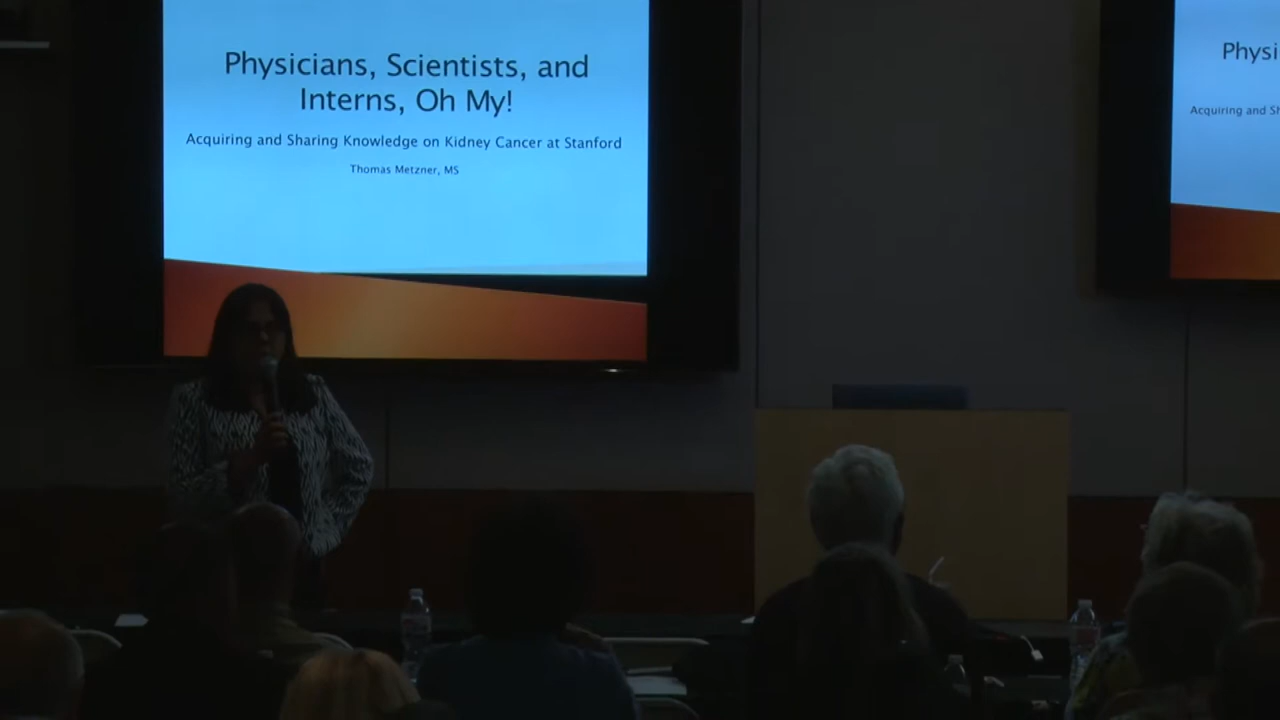 Physicians, Scientists, and
Interns, Oh My!
Acquiring and Sharing Knowledge on Kidney Cancer at Stanford
Thomas Metzner, MS
Physi
Acquiring and Sh